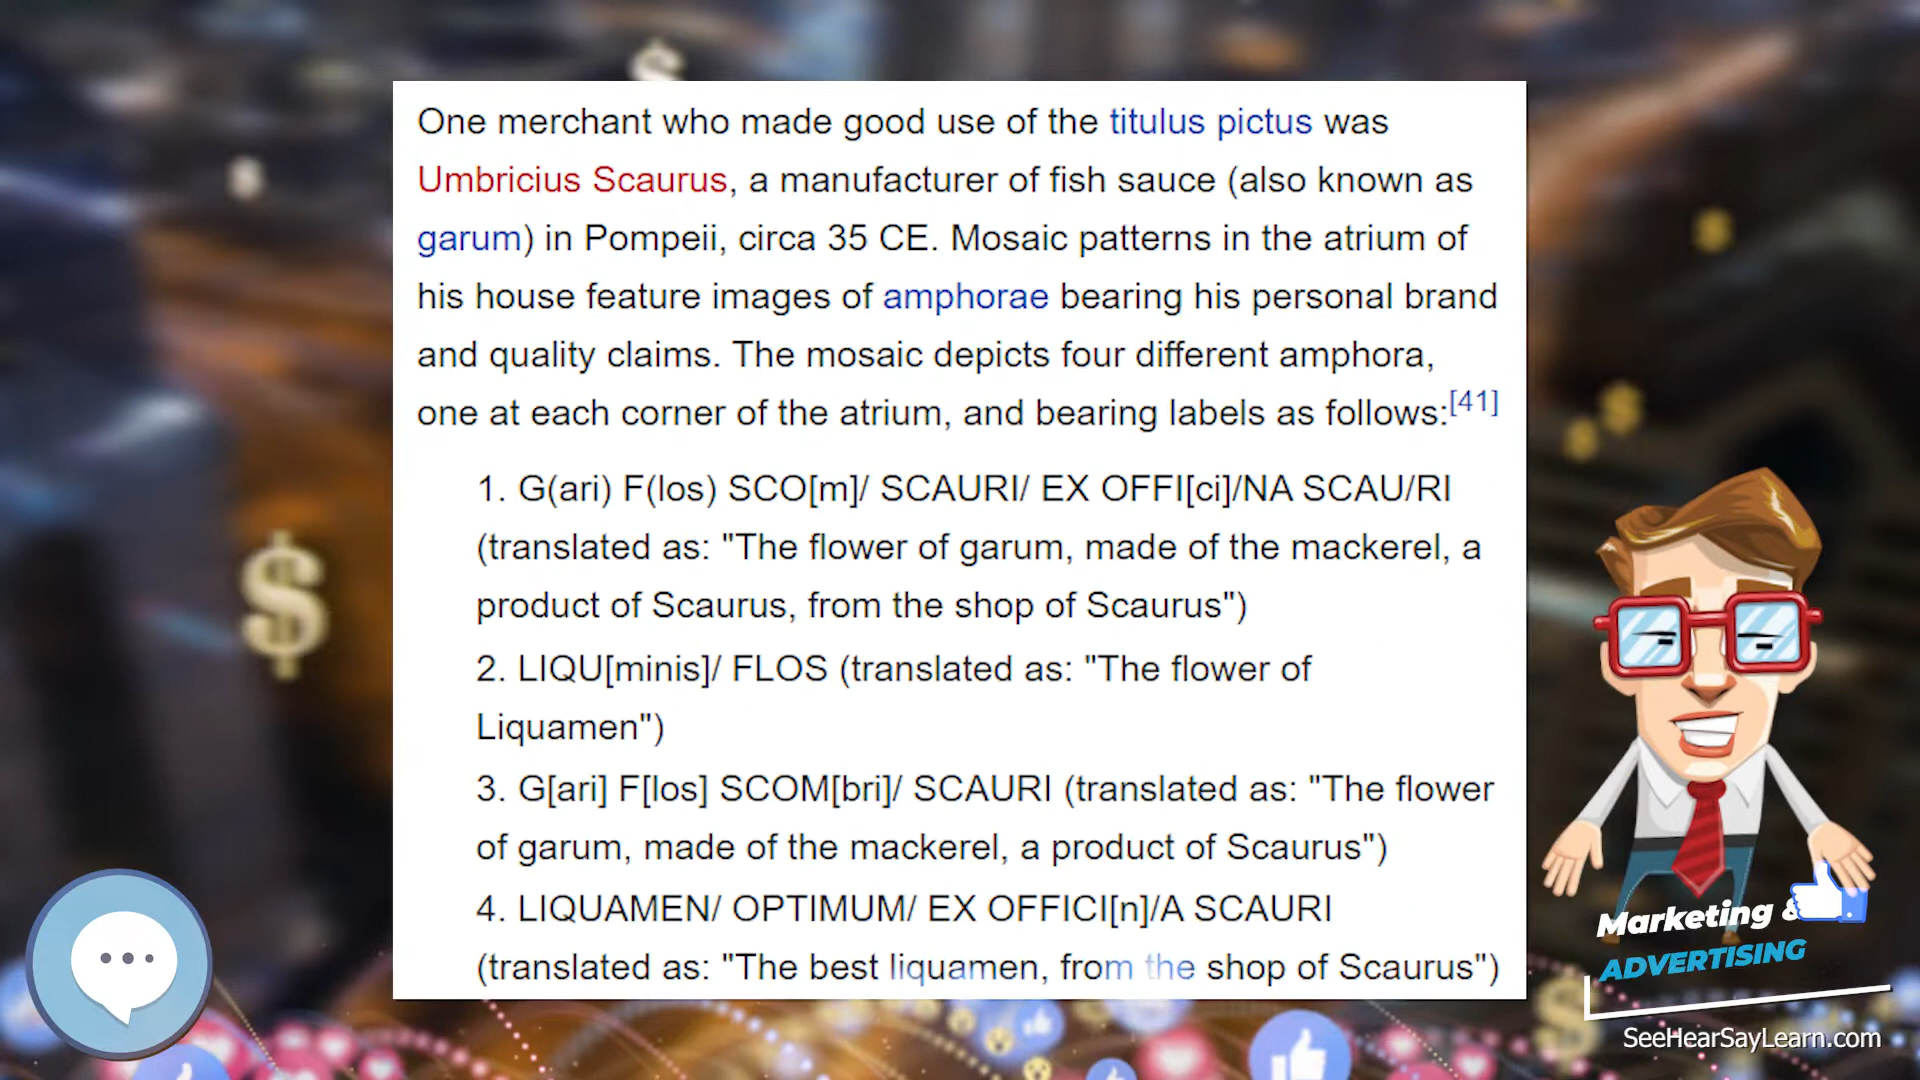 One merchant who made good use of the titulus pictus was
Umbricius Scaurus, a manufacturer of fish sauce (also known as
garum) in Pompeii, circa 35 CE. Mosaic patterns in the atrium of
his house feature images of amphorae bearing his personal brand
and quality claims. The mosaic depicts four different amphora,
one at each corner of the atrium, and bearing labels as follows:[41]
1. G(ari) F(los) SCO[m]/ SCAURI/ EX OFFI[ci]/NA SCAU/RI
(translated as: "The flower of garum, made of the mackerel, a
product of Scaurus, from the shop of Scaurus")
2. LIQU[minis]/ FLOS (translated as: "The flower of
Liquamen")
3. G[ari] F[los] SCOM[bri]/ SCAURI (translated as: "The flower
of garum, made of the mackerel, a product of Scaurus")
4. LIQUAMEN/ OPTIMUM/ EX OFFICI[n]/A SCAURI
(translated as: "The best liquamen, from the shop of Scaurus")
Marketing &
ADVERTISING
SeeHearSayLearn.com